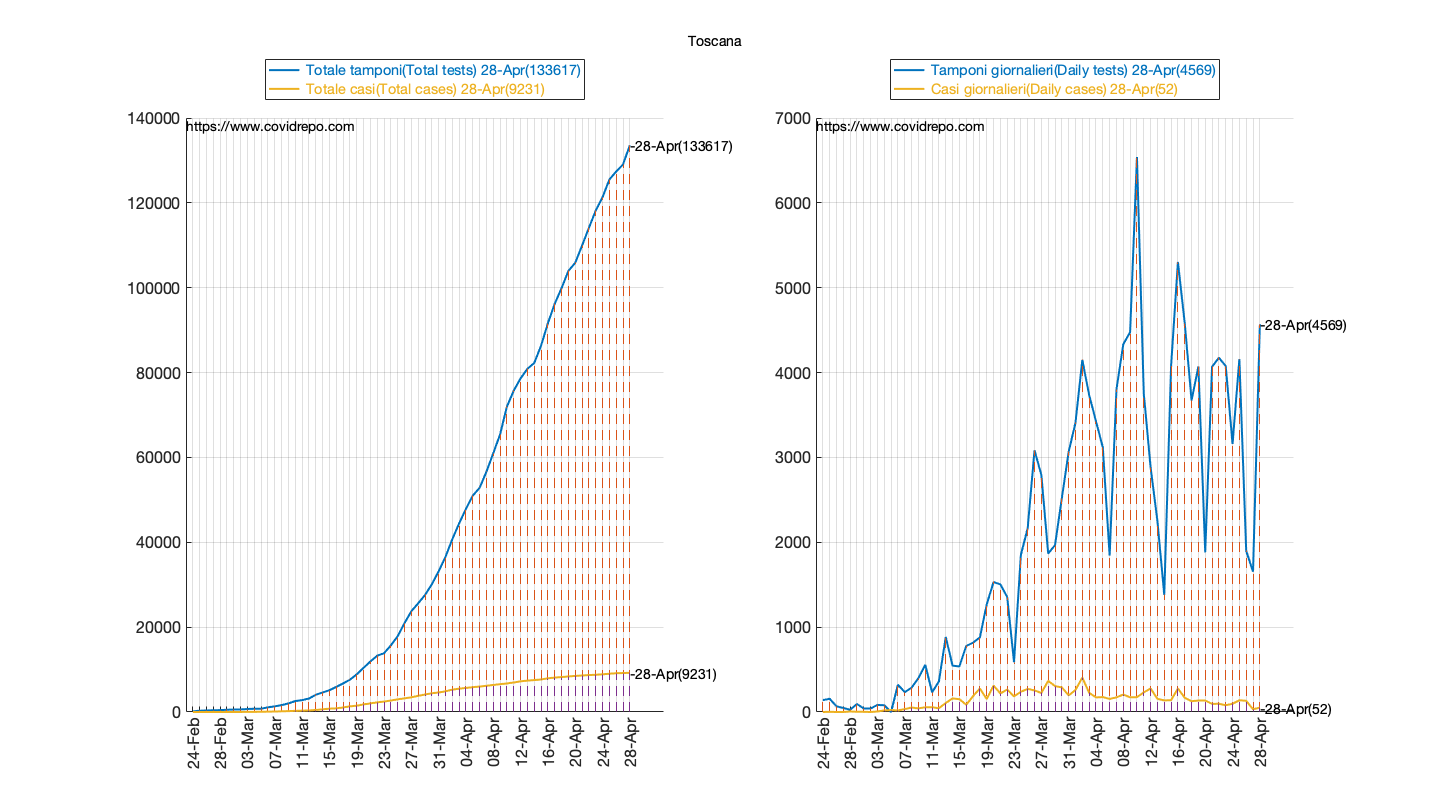 Toscana
Totale tamponi(Total tests) 28-Apr(133617)
Totale casi(Total cases) 28-Apr(9231)
https://www.covidrepo.com
140000
120000
100000
80000
60000
40000
20000
0
-28-Apr(133617)
-28-Apr(9231)
24-Feb
28-Feb
03-Mar
07-Mar
11-Mar
15-Mar
19-Mar
23-Mar
27-Mar
31-Mar
04-Apr
08-Apr
12-Apr
16-Apr
20-Apr
24-Apr
28-Apr
Tamponi giornalieri(Daily tests) 28-Apr(4569)
Casi giornalieri(Daily cases) 28-Apr(52)
https://www.covidrepo.com
7000
6000
5000
4000
3000
2000
1000
0
-28-Apr(4569)
-28-Apr(52)
24-Feb
28-Feb
03-Mar
07-Mar
11-Mar
15-Mar
19-Mar
23-Mar
27-Mar
31-Mar
04-Apr
08-Apr
12-Apr
16-Apr
20-Apr
24-Apr
28-Apr